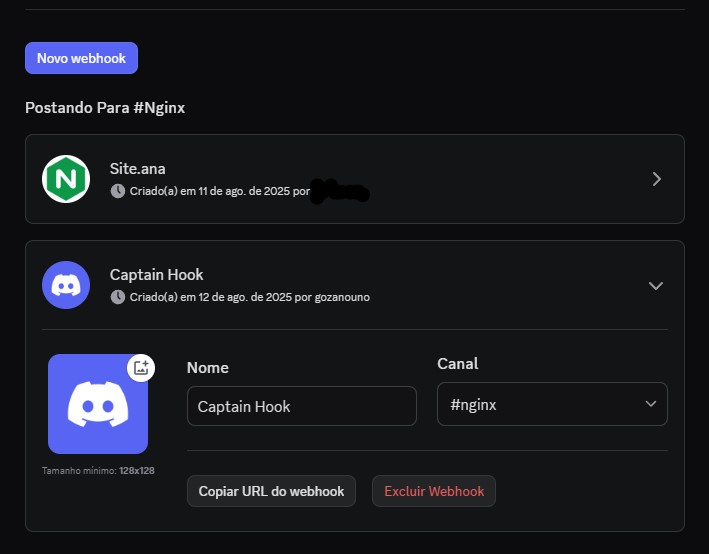 Novo webhook
Postando Para #Nginx
N
Site.ana
Criado(a) em 11 de ago. de 2025 por
Captain Hook
Criado(a) em 12 de ago. de 2025 por gozanouno
Nome
Canal
Captain Hook
#nginx
Tamanho mínimo: 128x128
Copiar URL do webhook
Excluir Webhook